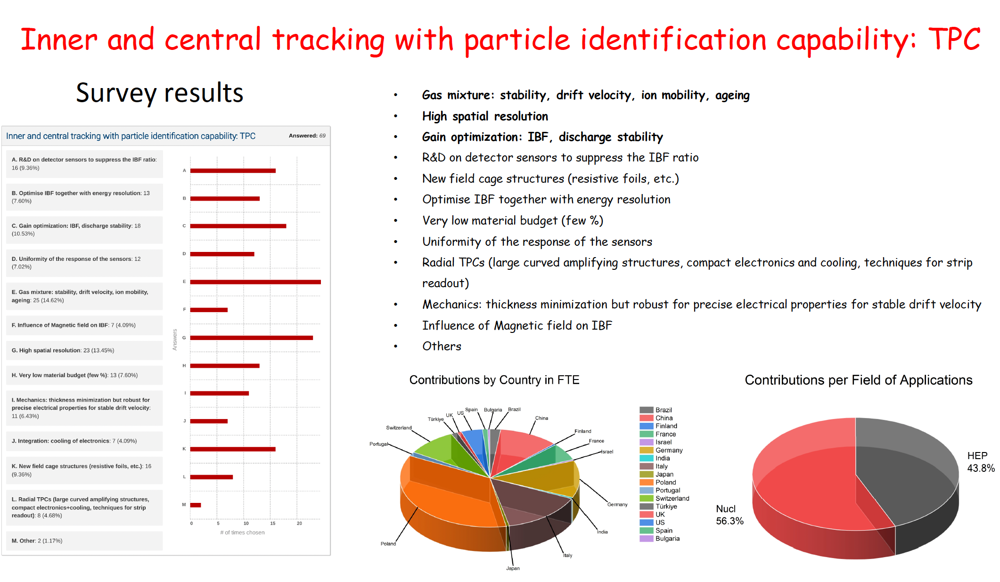 Inner and central tracking with particle identification capability: TPC
Survey results
Inner and central tracking with particle identification capability: TPC
Answered: 69
A. R&D on detector sensors to suppress the IBF ratio:
16 (9.36%)
B. Optimise IBF together with energy resolution: 13
(7.60%)
C. Gain optimization: IBF, discharge stability: 18
(10.53%)
D. Uniformity of the response of the sensors: 12
(7.02%)
E. Gas mixture: stability, drift velocity, ion mobility,
ageing: 25 (14.62%)
F. Influence of Magnetic field on IBF: 7 (4.09%)
G. High spatial resolution: 23 (13.45%)
H. Very low material budget (few %): 13 (7.60%)
I. Mechanics: thickness minimization but robust for
precise electrical properties for stable drift velocity:
11 (6.43%)
J. Integration: cooling of electronics: 7 (4.09%)
K. New field cage structures (resistive foils, etc.): 16
(9.36%)
L. Radial TPCs (large curved amplifying structures,
compact electronics+cooling, techniques for strip
readout): 8 (4.68%)
M. Other: 2 (1.17%)
Answers
A
B
C
D
E
F
G
H
I
J
K
L
M
0 5 10 15 20
# of times chosen
• Gas mixture: stability, drift velocity, ion mobility, ageing
• High spatial resolution
• Gain optimization: IBF, discharge stability
• R&D on detector sensors to suppress the IBF ratio
• New field cage structures (resistive foils, etc.)
• Optimise IBF together with energy resolution
• Very low material budget (few %)
• Uniformity of the response of the sensors
• Radial TPCs (large curved amplifying structures, compact electronics and cooling, techniques for strip
readout)
• Mechanics: thickness minimization but robust for precise electrical properties for stable drift velocity
• Influence of Magnetic field on IBF
• Others
Contributions by Country in FTE
Brazil
China
Finland
France
Israel
Germany
India
Italy
Japan
Poland
Portugal
Switzerland
Türkiye
UK
US
Spain
Bulgaria
Brazil
China
Finland
France
Israel
Germany
India
Italy
Japan
Poland
Portugal
Switzerland
Türkiye
UK
US
Spain
Bulgaria
Contributions per Field of Applications
HEP
43.8%
Nucl
56.3%